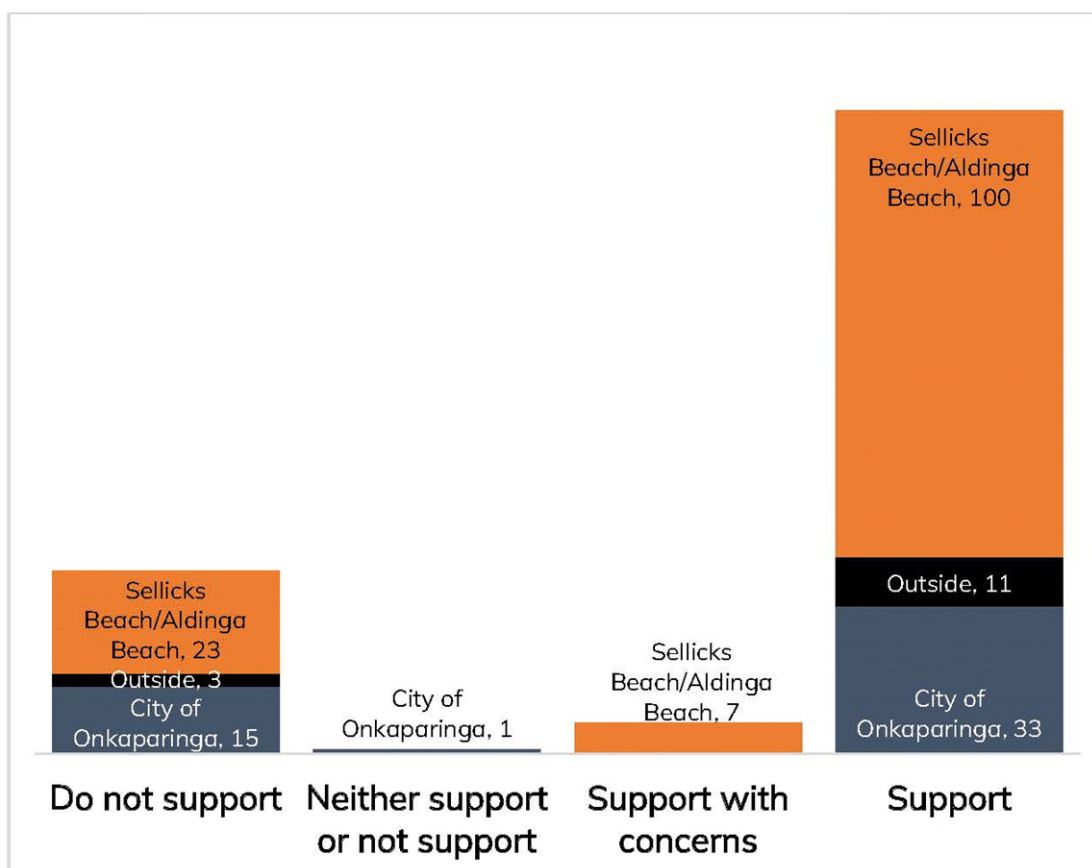 Sellicks
Beach/Aldinga
Beach, 100
Outside, 11
City of
Onkaparinga, 33
Sellicks
Beach/Aldinga
Beach, 23
Outside, 3
City of
Onkaparinga, 15
City of
Onkaparinga, 1
Sellicks
Beach/Aldinga
Beach, 7
Do not support
Neither support
or not support
Support with
concerns
Support